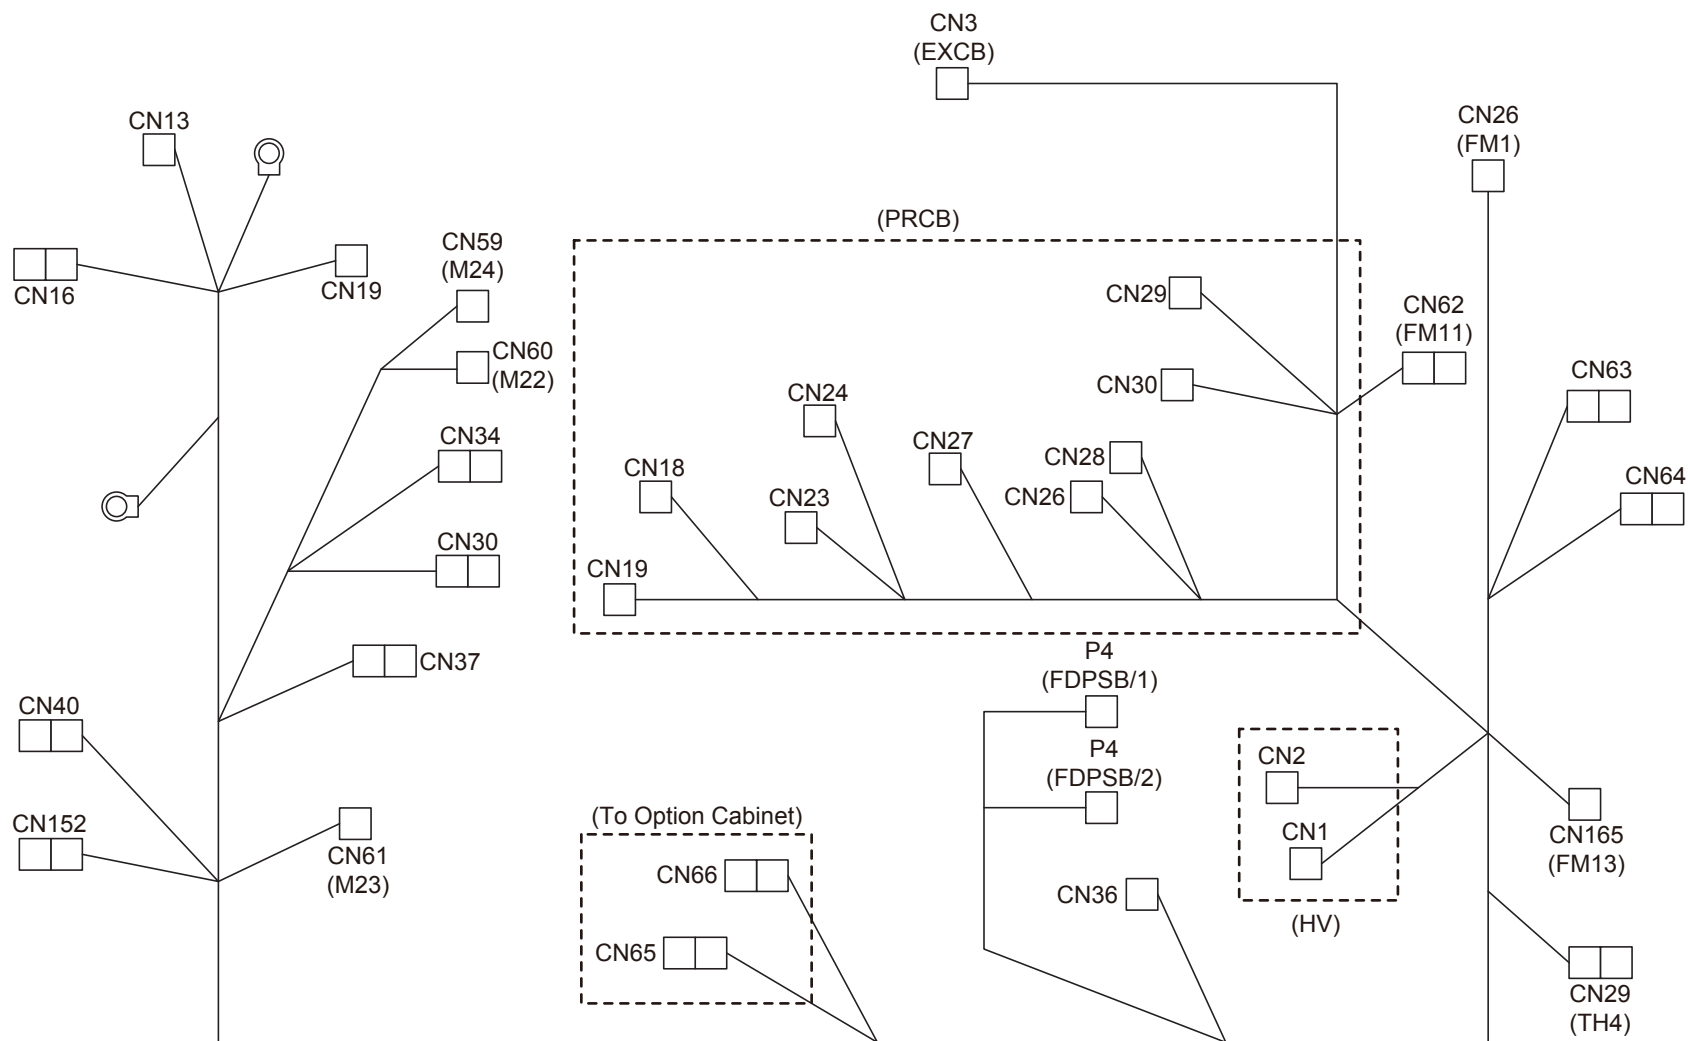 CN3
(EXCB)
CN13
CN26
(FM1)
(PRCB)
CN59
(M24)
CN16
CN19
CN29
CN62
(FM11)
CN60
(M22)
CN30
CN63
CN24
CN34
CN27
CN28
CN18
CN26
CN64
CN23
CN30
CN19
CN37
P4
(FDPSB/1)
CN40
P4
(FDPSB/2)
CN2
(To Option Cabinet)
CN152
CN1
CN165
(FM13)
CN61
(M23)
CN66
CN36
(HV)
CN65
CN29
(TH4)